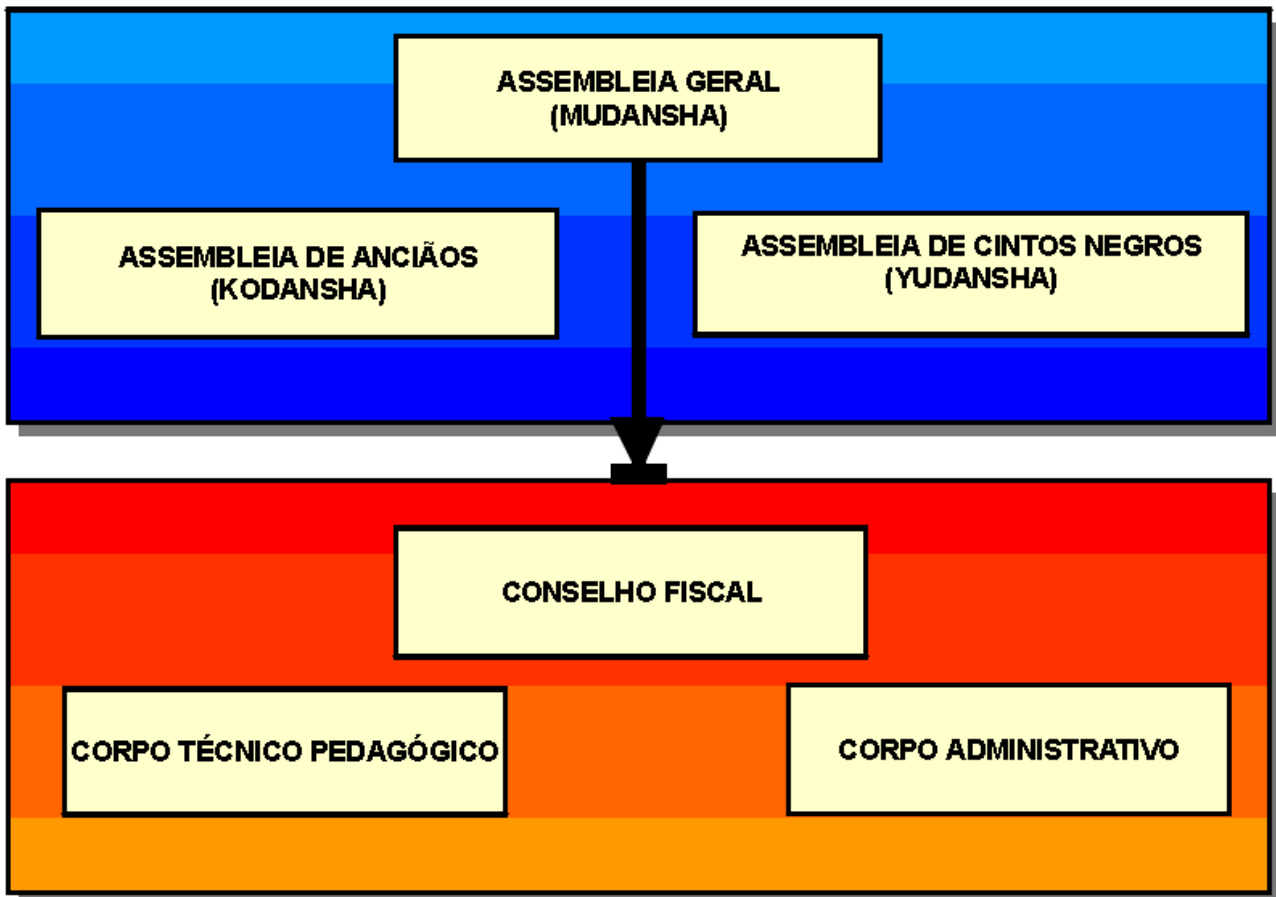 ASSEMBLEIA GERAL
(MUDANSHA)
ASSEMBLEIA DE ANCIÃOS
(KODANSHA)
ASSEMBLEIA DE CINTOS NEGROS
(YUDANSHA)
CONSELHO FISCAL
CORPO TÉCNICO PEDAGÓGICO
CORPO ADMINISTRATIVO